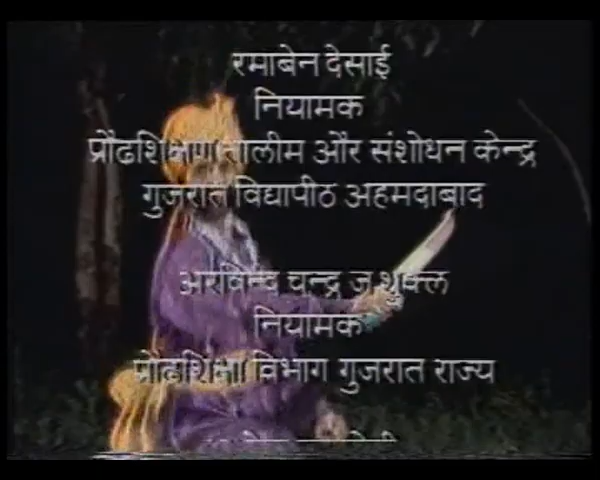 रमाबेन देसाई
नियामक
प्रौढशिक्षण तालीम और संशोधन केन्द्र
गुजरात विद्यापीठ अहमदाबाद
अरविन्द चन्द्र ज शुक्ल
नियामक
प्रौढशिक्षा विभाग गुजरात राज्य